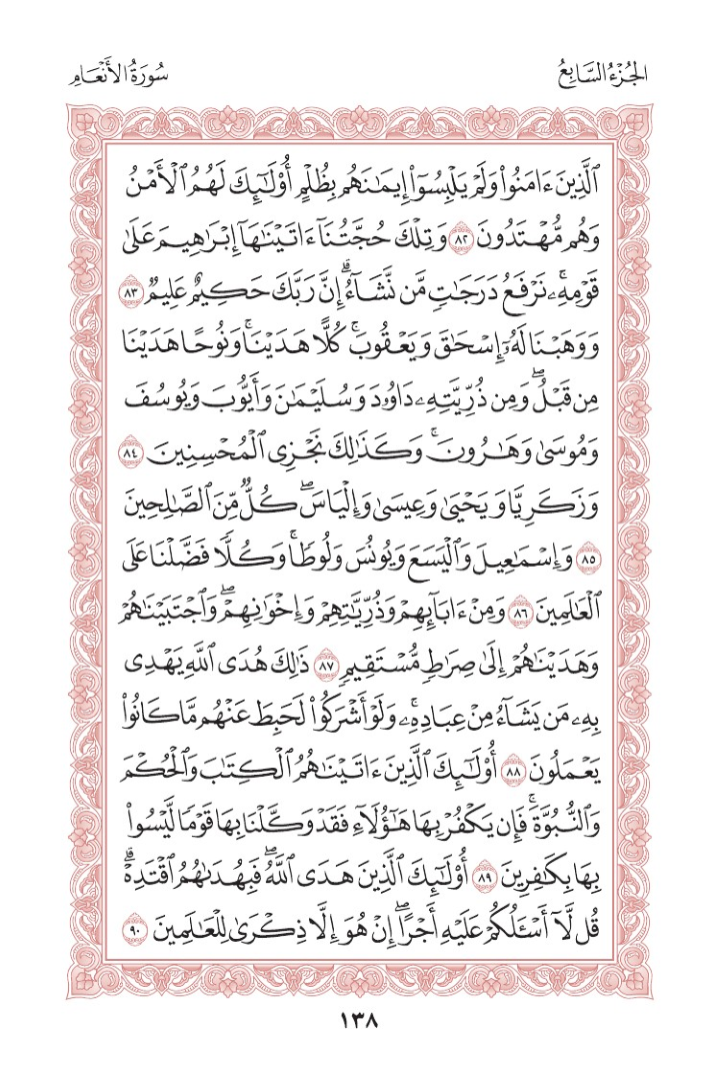 الجُزْءُ السَّابِعُ
سُورَةُ الأَنْعَامِ
ٱلَّذِينَ ءَامَنُوا۟ وَلَمْ يَلْبِسُوٓا۟ إِيمَٰنَهُم بِظُلْمٍ أُو۟لَٰٓئِكَ لَهُمُ ٱلْأَمْنُ
وَهُم مُّهْتَدُونَ ٨٢ وَتِلْكَ حُجَّتُنَآ ءَاتَيْنَٰهَآ إِبْرَٰهِيمَ عَلَىٰ
قَوْمِهِۦۚ نَرْفَعُ دَرَجَٰتٍ مَّن نَّشَآءُۗ إِنَّ رَبَّكَ حَكِيمٌ عَلِيمٌ ٨٣
وَوَهَبْنَا لَهُۥٓ إِسْحَٰقَ وَيَعْقُوبَۚ كُلًّا هَدَيْنَاۚ وَنُوحًا هَدَيْنَا
مِن قَبْلُۖ وَمِن ذُرِّيَّتِهِۦ دَاوُۥدَ وَسُلَيْمَٰنَ وَأَيُّوبَ وَيُوسُفَ
وَمُوسَىٰ وَهَٰرُونَۚ وَكَذَٰلِكَ نَجْزِى ٱلْمُحْسِنِينَ ٨٤
وَزَكَرِيَّا وَيَحْيَىٰ وَعِيسَىٰ وَإِلْيَاسَۖ كُلٌّ مِّنَ ٱلصَّٰلِحِينَ
٨٥ وَإِسْمَٰعِيلَ وَٱلْيَسَعَ وَيُونُسَ وَلُوطًاۚ وَكُلًّا فَضَّلْنَا عَلَى
ٱلْعَٰلَمِينَ ٨٦ وَمِنْ ءَابَآئِهِمْ وَذُرِّيَّٰتِهِمْ وَإِخْوَٰنِهِمْۖ وَٱجْتَبَيْنَٰهُمْ
وَهَدَيْنَٰهُمْ إِلَىٰ صِرَٰطٍ مُّسْتَقِيمٍ ٨٧ ذَٰلِكَ هُدَى ٱللَّهِ يَهْدِى
بِهِۦ مَن يَشَآءُ مِنْ عِبَادِهِۦۚ وَلَوْ أَشْرَكُوا۟ لَحَبِطَ عَنْهُم مَّا كَانُوا۟
يَعْمَلُونَ ٨٨ أُو۟لَٰٓئِكَ ٱلَّذِينَ ءَاتَيْنَٰهُمُ ٱلْكِتَٰبَ وَٱلْحُكْمَ
وَٱلنُّبُوَّةَۚ فَإِن يَكْفُرْ بِهَا هَٰٓؤُلَآءِ فَقَدْ وَكَّلْنَا بِهَا قَوْمًا لَّيْسُوا۟
بِهَا بِكَٰفِرِينَ ٨٩ أُو۟لَٰٓئِكَ ٱلَّذِينَ هَدَى ٱللَّهُۖ فَبِهُدَىٰهُمُ ٱقْتَدِهْۗ
قُل لَّآ أَسْـَٔلُكُمْ عَلَيْهِ أَجْرًاۖ إِنْ هُوَ إِلَّا ذِكْرَىٰ لِلْعَٰلَمِينَ ٩٠
١٣٨